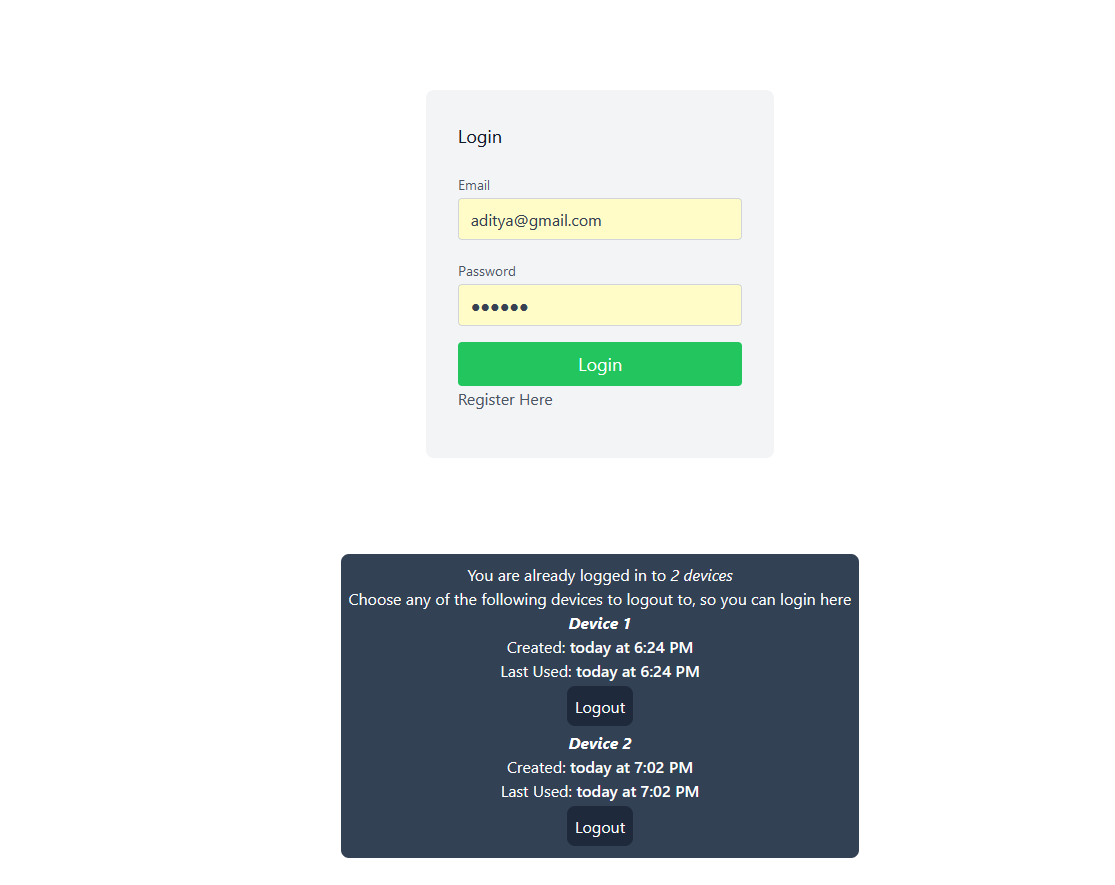 Login
Email
aditya@gmail.com
Password
••••••
Login
Register Here
You are already logged in to 2 devices
Choose any of the following devices to logout to, so you can login here
Device 1
Created: today at 6:24 PM
Last Used: today at 6:24 PM
Logout
Device 2
Created: today at 7:02 PM
Last Used: today at 7:02 PM
Logout